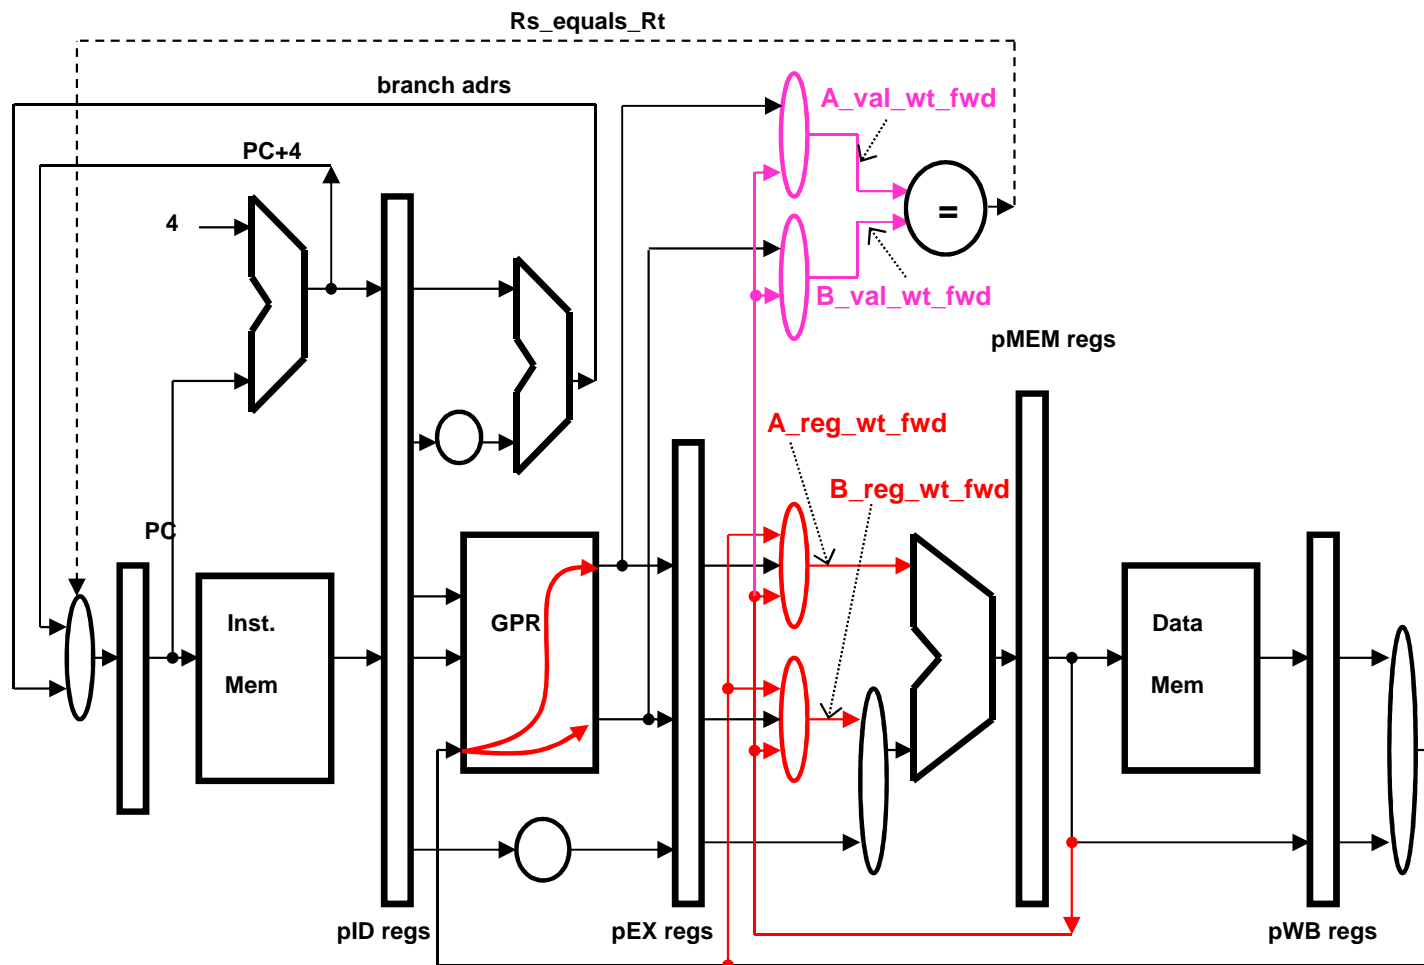 Rs_equals_Rt
branch adrs
A_val_wt_fwd
PC+4
4
=
B_val_wt_fwd
pMEM regs
A_reg_wt_fwd
B_reg_wt_fwd
PC
Inst.
Mem
GPR
Data
Mem
pID regs
pEX regs
pWB regs